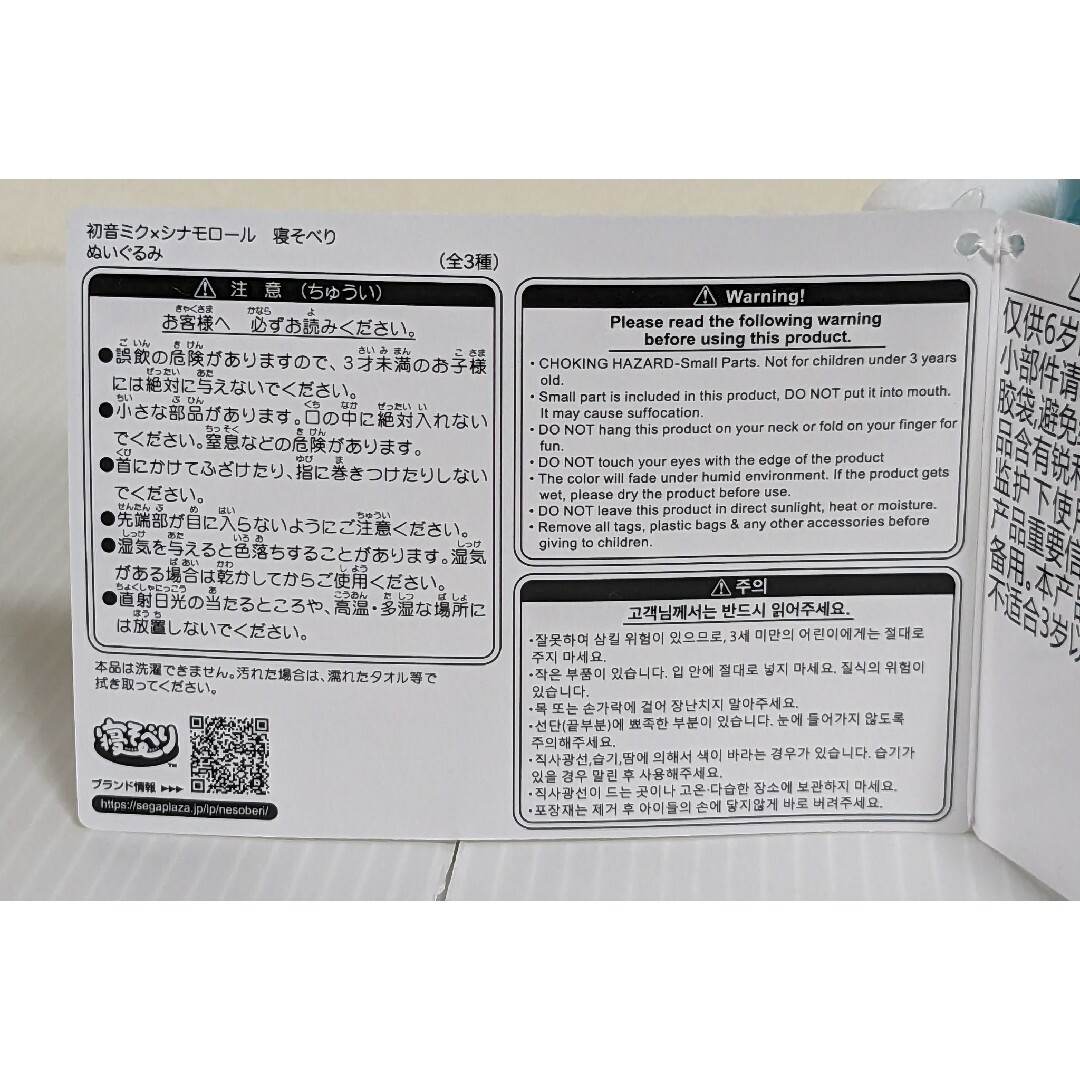 初音ミク×シナモロール 寝そべり
ぬいぐるみ
(全3種)
⚠ 注 意 (ちゅうい)
お客様へ 必ずお読みください。
●誤飲の危険がありますので、3才未満のお子様
には絶対に与えないでください。
●小さな部品があります。口の中に絶対入れない
でください。窒息などの危険があります。
●首にかけてふざけたり、指に巻きつけたりしない
でください。
●先端部が目に入らないようにご注意ください。
●湿気を与えると色落ちすることがあります。湿気
がある場合は乾かしてからご使用ください。
●直射日光の当たるところや、高温・多湿な場所に
は放置しないでください。
本品は洗濯できません。汚れた場合は、濡れたタオル等で
拭き取ってください。
寝そべり™
ブランド情報 ▸▸▸
https://segaplaza.jp/lp/nesoberi/
⚠ Warning!
Please read the following warning
before using this product.
・CHOKING HAZARD-Small Parts. Not for children under 3 years
old.
・Small part is included in this product, DO NOT put it into mouth.
It may cause suffocation.
・DO NOT hang this product on your neck or fold on your finger for
fun.
・DO NOT touch your eyes with the edge of the product
・The color will fade under humid environment. If the product gets
wet, please dry the product before use.
・DO NOT leave this product in direct sunlight, heat or moisture.
・Remove all tags, plastic bags & any other accessories before
giving to children.
⚠주의
고객님께서는 반드시 읽어주세요.
・잘못하여 삼킬 위험이 있으므로, 3세 미만의 어린이에게는 절대로
주지 마세요.
・작은 부품이 있습니다. 입 안에 절대로 넣지 마세요. 질식의 위험이
있습니다.
・목 또는 손가락에 걸어 장난치지 말아주세요.
・선단(끝부분)에 뾰족한 부분이 있습니다. 눈에 들어가지 않도록
주의해주세요.
・직사광선,습기,땀에 의해서 색이 바라는 경우가 있습니다. 습기가
있을 경우 말린 후 사용해주세요.
・직사광선이 드는 곳이나 고온·다습한 장소에 보관하지 마세요.
・포장재는 제거 후 아이들의 손에 닿지않게 바로 버려주세요.
仅供6岁
小部件请
胶袋,避免
品含有锐
监护下使
产品重要
备用。本产
不适合3岁